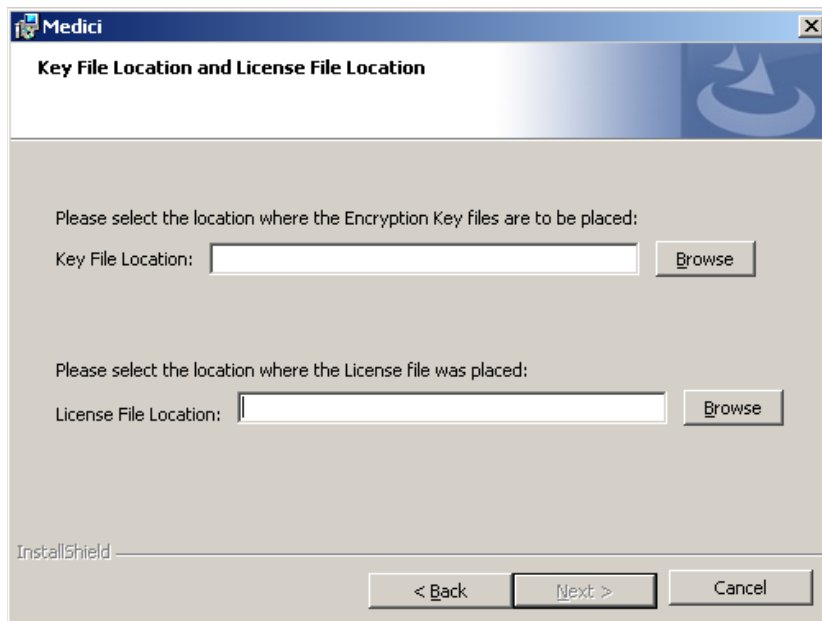 Medici
Key File Location and License File Location
Please select the location where the Encryption Key files are to be placed:
Key File Location:
Browse
Please select the location where the License file was placed:
License File Location:
Browse
InstallShield
< Back
Next >
Cancel